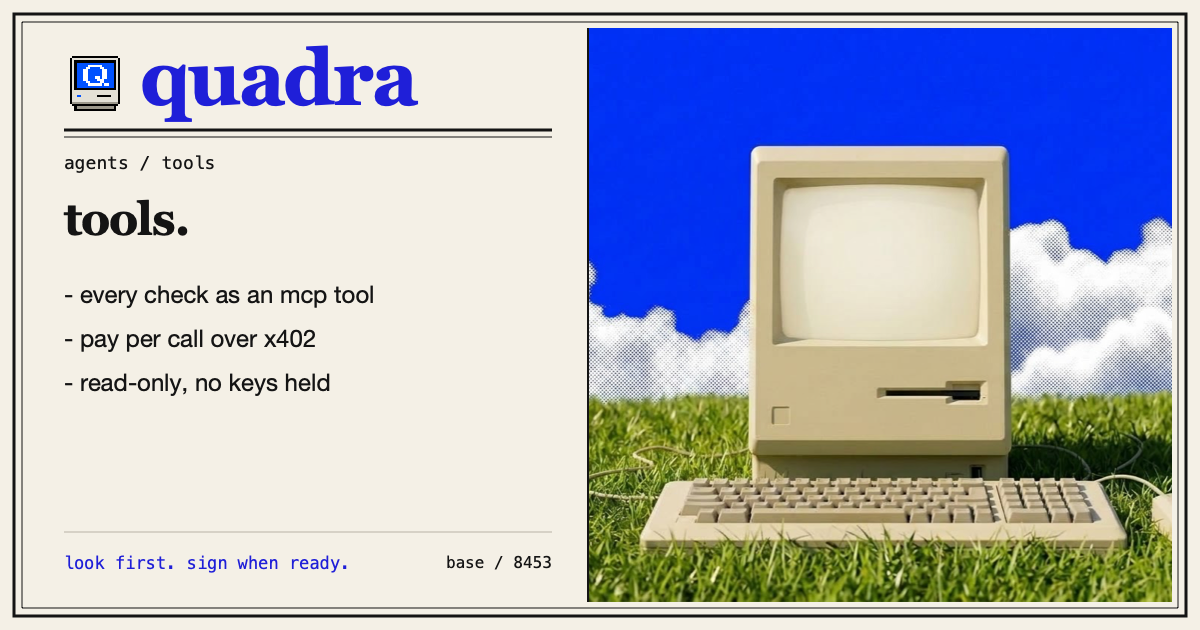 Q
quadra
agents / tools
tools.
- every check as an mcp tool
- pay per call over x402
- read-only, no keys held
look first. sign when ready.
base / 8453